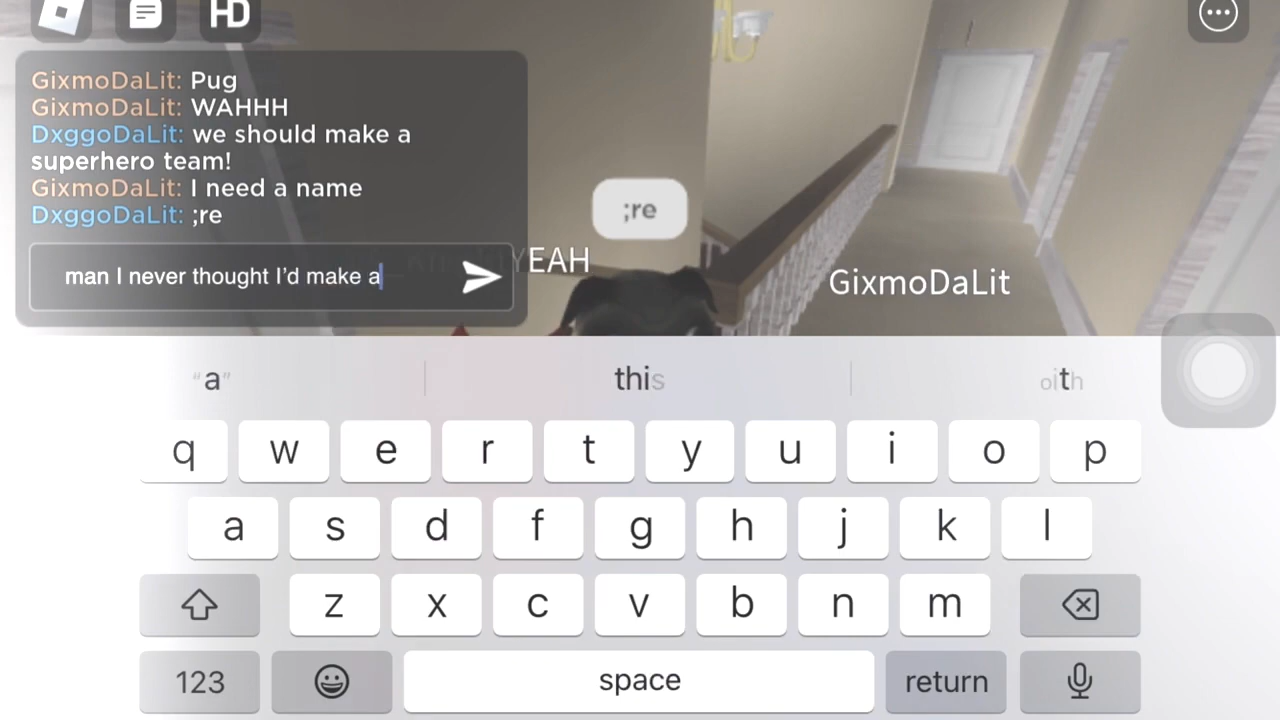 HD
GixmoDaLit: Pug
GixmoDaLit: WAHHH
DxggoDaLit: we should make a
superhero team!
GixmoDaLit: I need a name
DxggoDaLit: ;re
;re
man I never thought I'd make a
YEAH
GixmoDaLit
"a" this
q w e r t y u i o p
a s d f g h j k l
z x c v b n m
123 space return